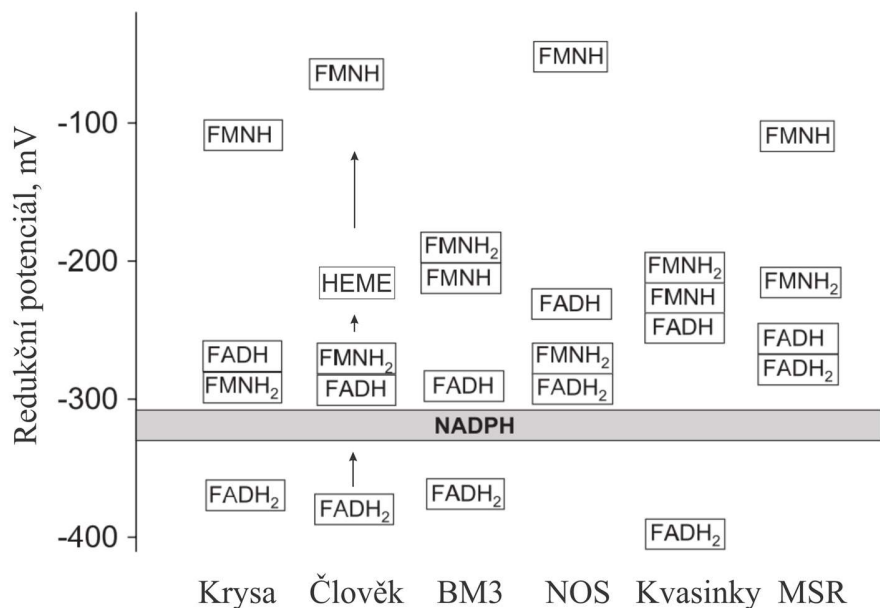 Redukční potenciál, mV
-100
-200
-300
-400
FMNH
FADH
FMNH₂
FADH₂
FMNH
HEME
FMNH₂
FADH
FADH₂
FMNH₂
FMNH
FADH
FADH₂
FMNH
FADH
FMNH₂
FADH₂
FMNH₂
FMNH
FADH
FADH₂
FMNH
FMNH₂
FADH
FADH₂
NADPH
Krysa Člověk BM3 NOS Kvasinky MSR